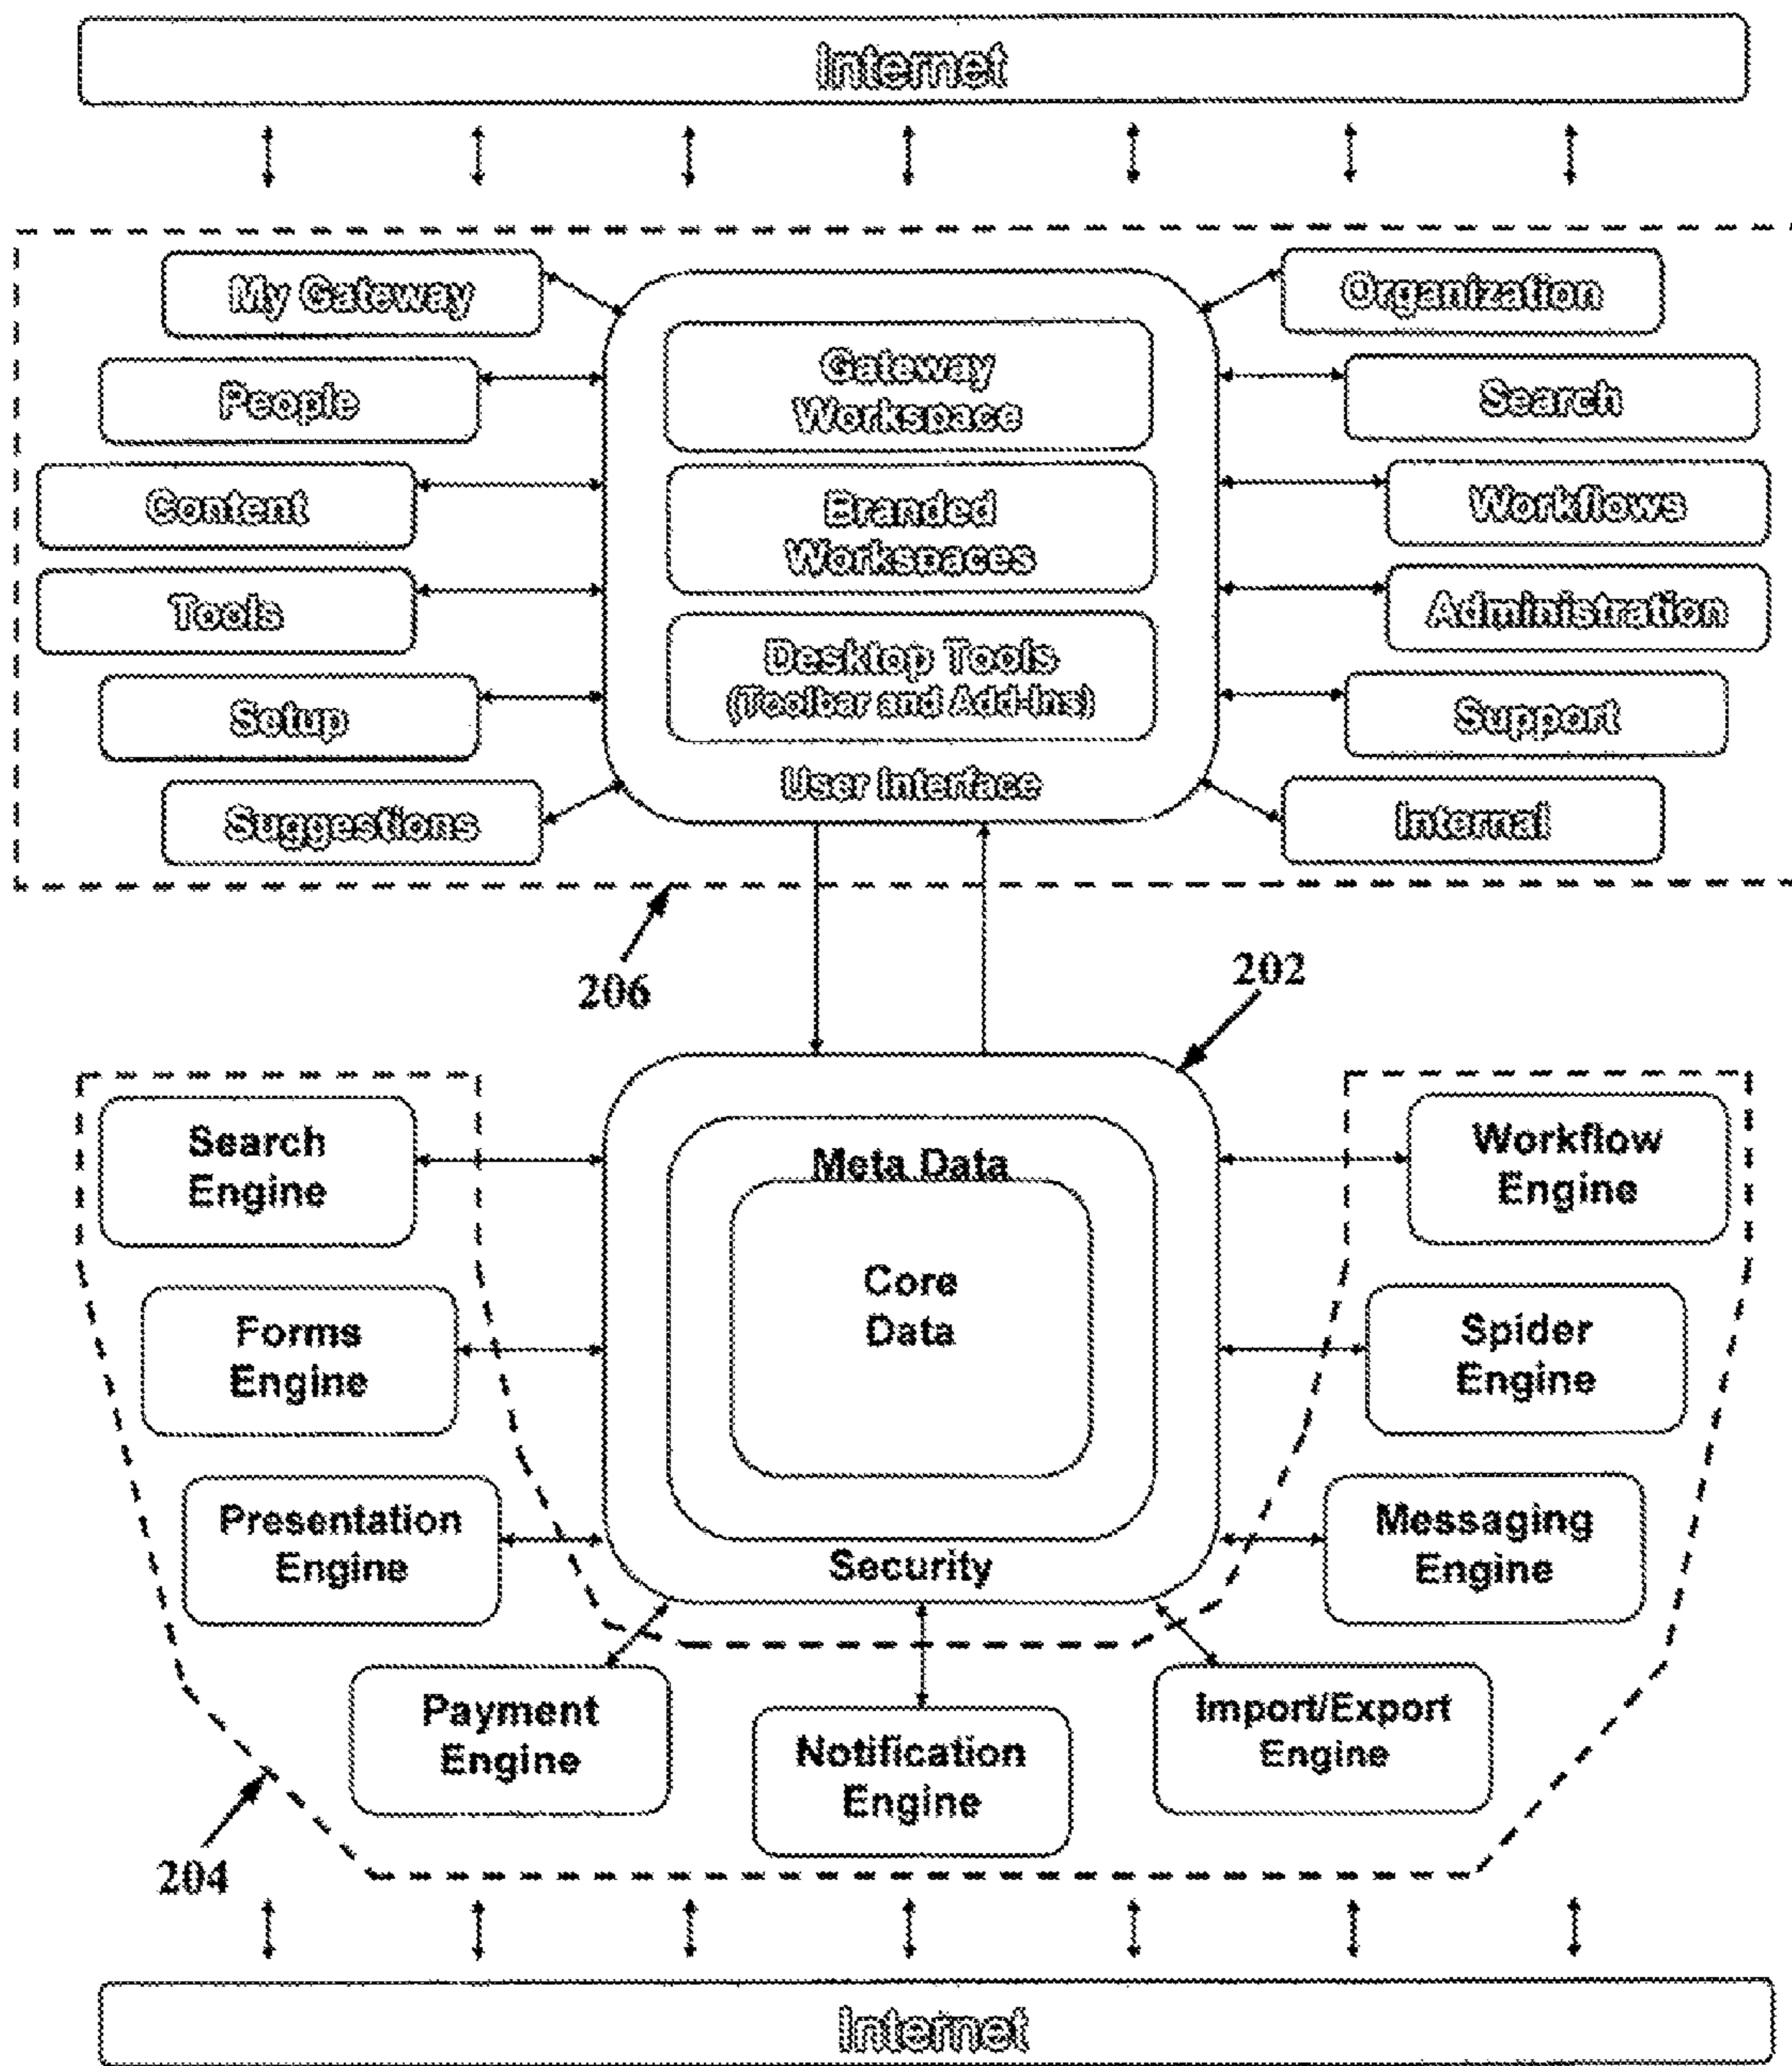 Internet
My Gateway
Organization
Gateway
Workspace
People
Search
Content
Branded
Workspaces
Workflows
Tools
Administration
Desktop Tools
(Toolbar and Add-Ins)
Setup
Support
User Interface
Suggestions
Internal
206
202
Search
Engine
Meta Data
Workflow
Engine
Core
Data
Forms
Engine
Spider
Engine
Presentation
Engine
Messaging
Engine
Security
Payment
Engine
Notification
Engine
Import/Export
Engine
204
Internet